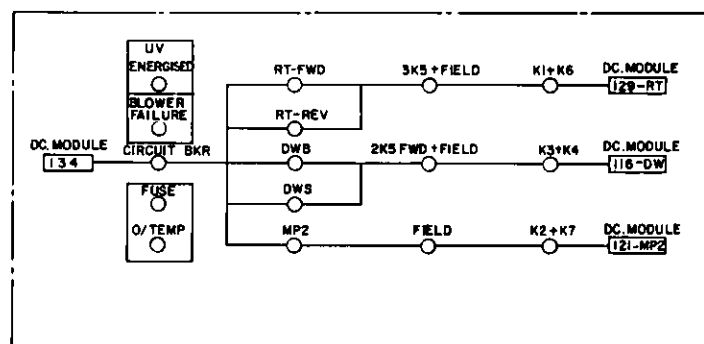 UV
ENERGISED
BLOWER
FAILURE
DC. MODULE
134
CIRCUIT BKR
FUSE
O/TEMP
RT-FWD
3K5+FIELD
K1+K6
DC. MODULE
129-RT
RT-REV
DWB
2K5 FWD+FIELD
K3+K4
DC. MODULE
116-DW
DWS
MP2
FIELD
K2+K7
DC. MODULE
121-MP2